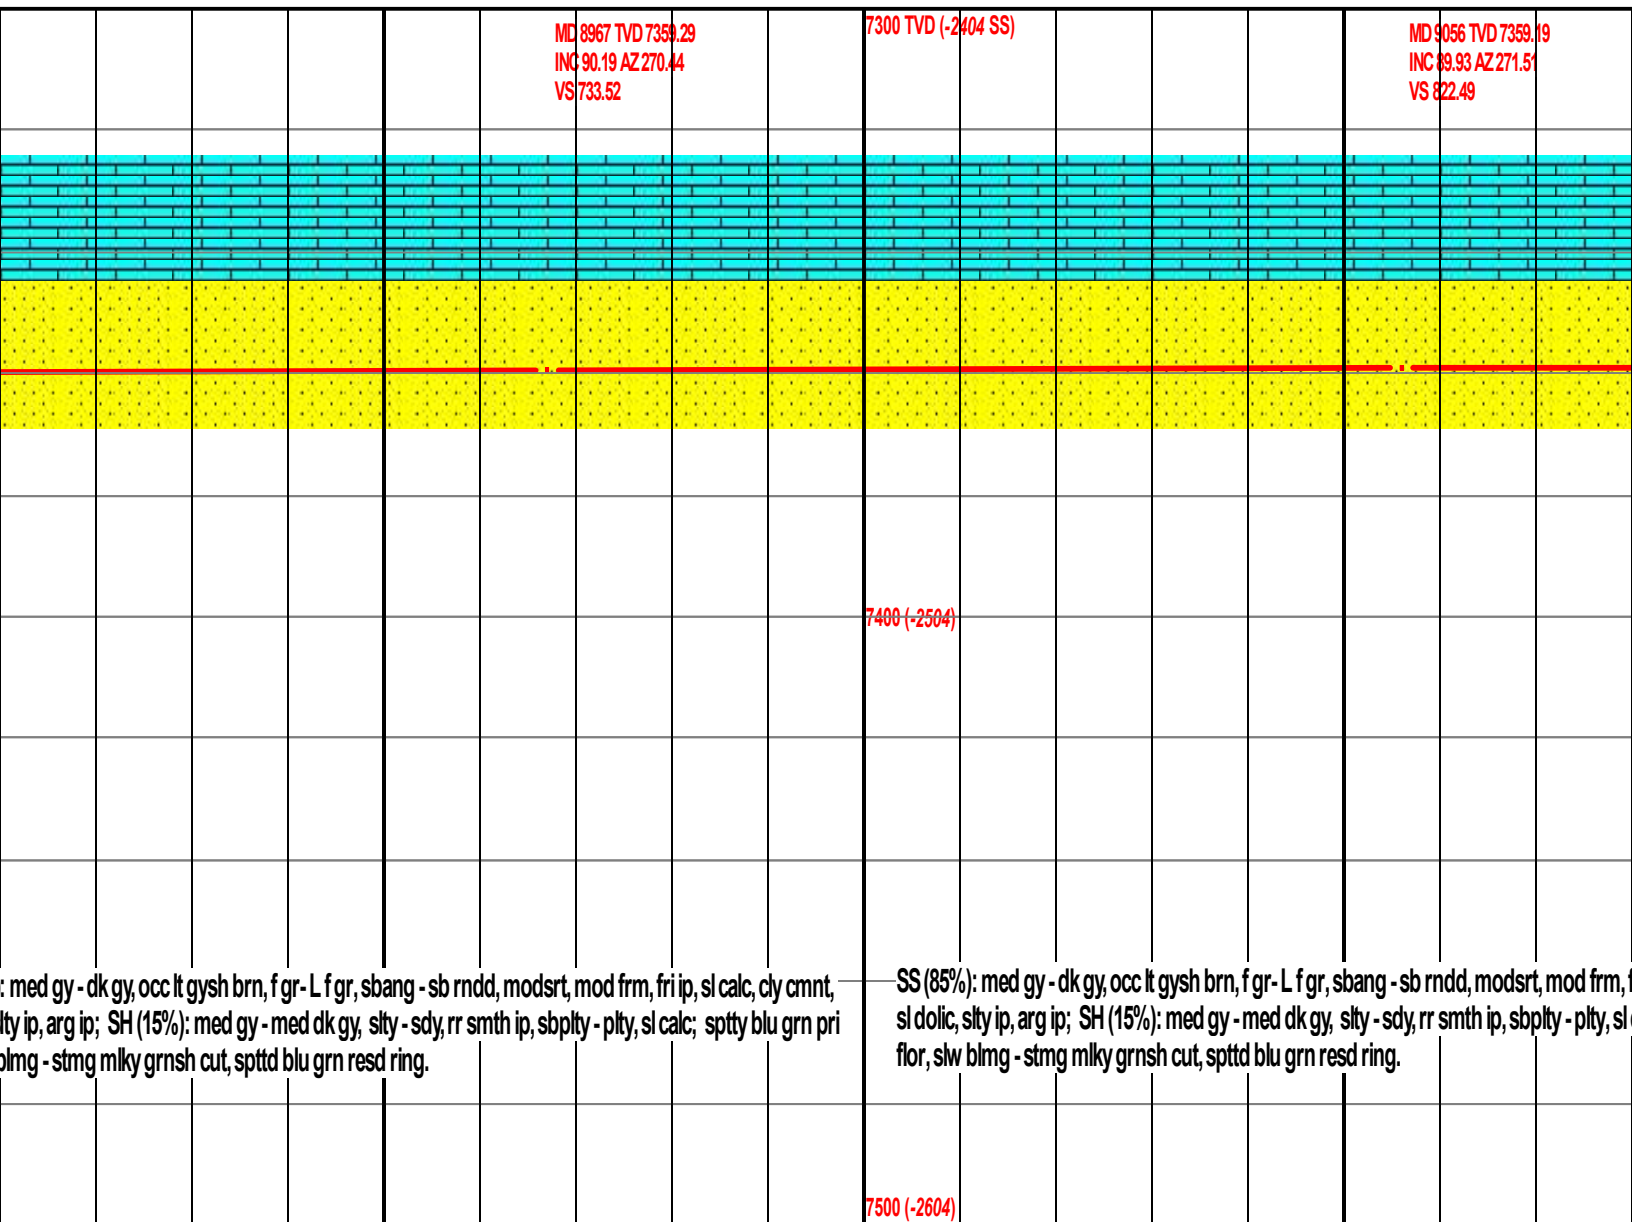 MD 8967 TVD 7359.29
INC 90.19 AZ 270.44
VS 733.52
7300 TVD (-2404 SS)
MD 9056 TVD 7359.19
INC 89.93 AZ 271.51
VS 822.49
7400 (-2504)
: med gy - dk gy, occ lt gysh brn, f gr- L f gr, sbang - sb rndd, modsrt, mod frm, fri ip, sl calc, cly cmnt,
lty ip, arg ip; SH (15%): med gy - med dk gy, slty - sdy, rr smth ip, sbplty - plty, sl calc; sptty blu grn pri
blmg - stmg mlky grnsh cut, spttd blu grn resd ring.
SS (85%): med gy - dk gy, occ lt gysh brn, f gr- L f gr, sbang - sb rndd, modsrt, mod frm, f
sl dolic, slty ip, arg ip; SH (15%): med gy - med dk gy, slty - sdy, rr smth ip, sbplty - plty, sl
flor, slw blmg - stmg mlky grnsh cut, spttd blu grn resd ring.
7500 (-2604)